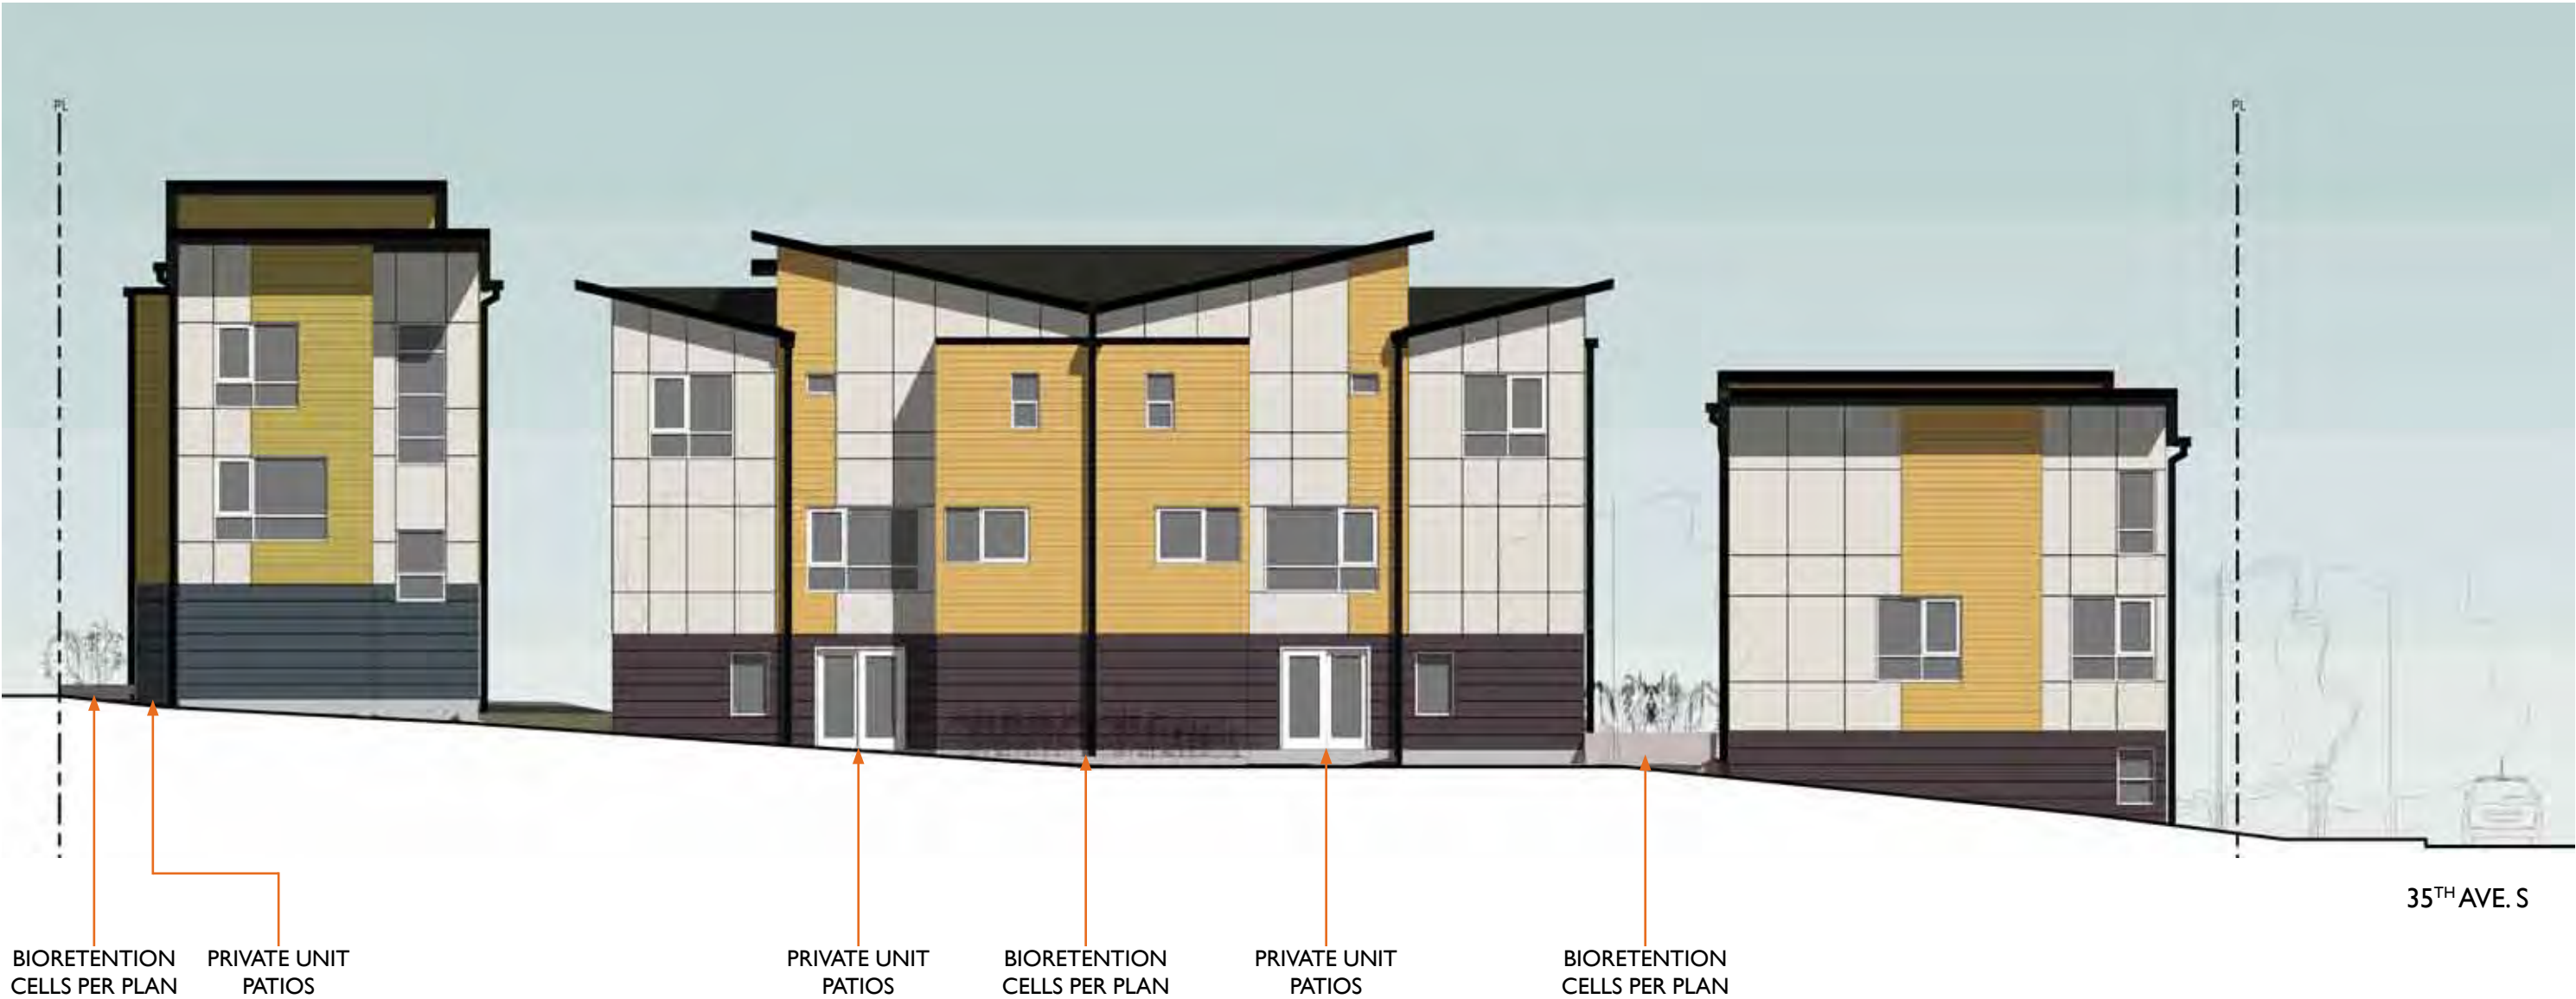 PL
PL
35TH AVE. S
BIORETENTION
CELLS PER PLAN
PRIVATE UNIT
PATIOS
PRIVATE UNIT
PATIOS
BIORETENTION
CELLS PER PLAN
PRIVATE UNIT
PATIOS
BIORETENTION
CELLS PER PLAN